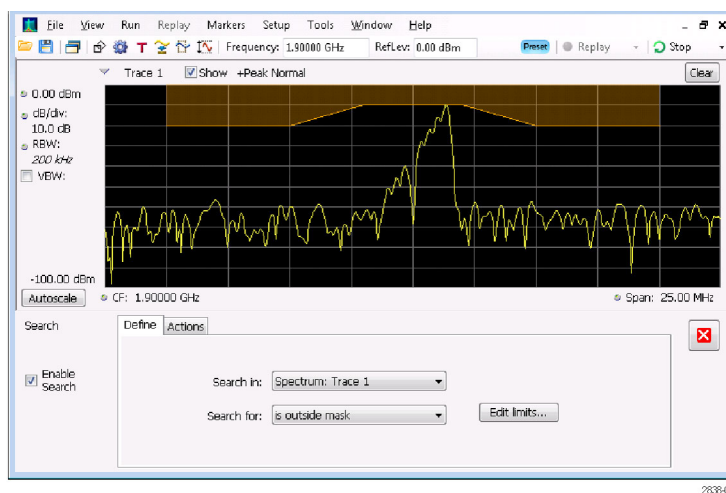 File View Run Replay Markers Setup Tools Window Help
T Frequency: 1.90000 GHz RefLev: 0.00 dBm Preset Replay Stop
Trace 1 Show +Peak Normal Clear
0.00 dBm
dB/div:
10.0 dB
RBW:
200 kHz
VBW:
-100.00 dBm
Autoscale CF: 1.90000 GHz Span: 25.00 MHz
Search Define Actions
Enable
Search
Search in: Spectrum: Trace 1
Search for: is outside mask Edit limits...